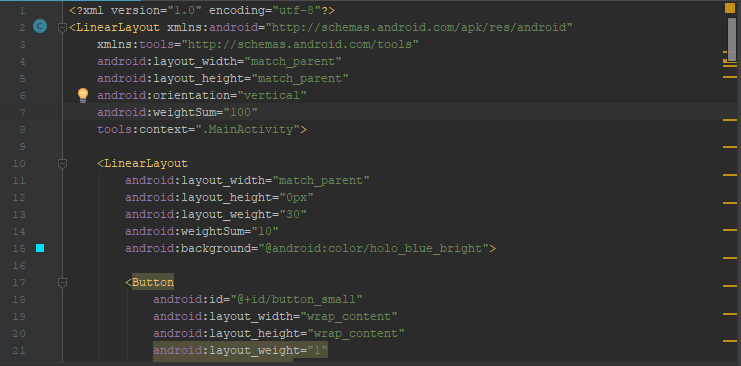 1 <?xml version="1.0" encoding="utf-8"?>
2 C <LinearLayout xmlns:android="http://schemas.android.com/apk/res/android"
3 xmlns:tools="http://schemas.android.com/tools"
4 android:layout_width="match_parent"
5 android:layout_height="match_parent"
6 android:orientation="vertical"
7 android:weightSum="100"
8 tools:context=".MainActivity">
9
10 <LinearLayout
11 android:layout_width="match_parent"
12 android:layout_height="0px"
13 android:layout_weight="30"
14 android:weightSum="10"
15 android:background="@android:color/holo_blue_bright">
16
17 <Button
18 android:id="@+id/button_small"
19 android:layout_width="wrap_content"
20 android:layout_height="wrap_content"
21 android:layout_weight="1"